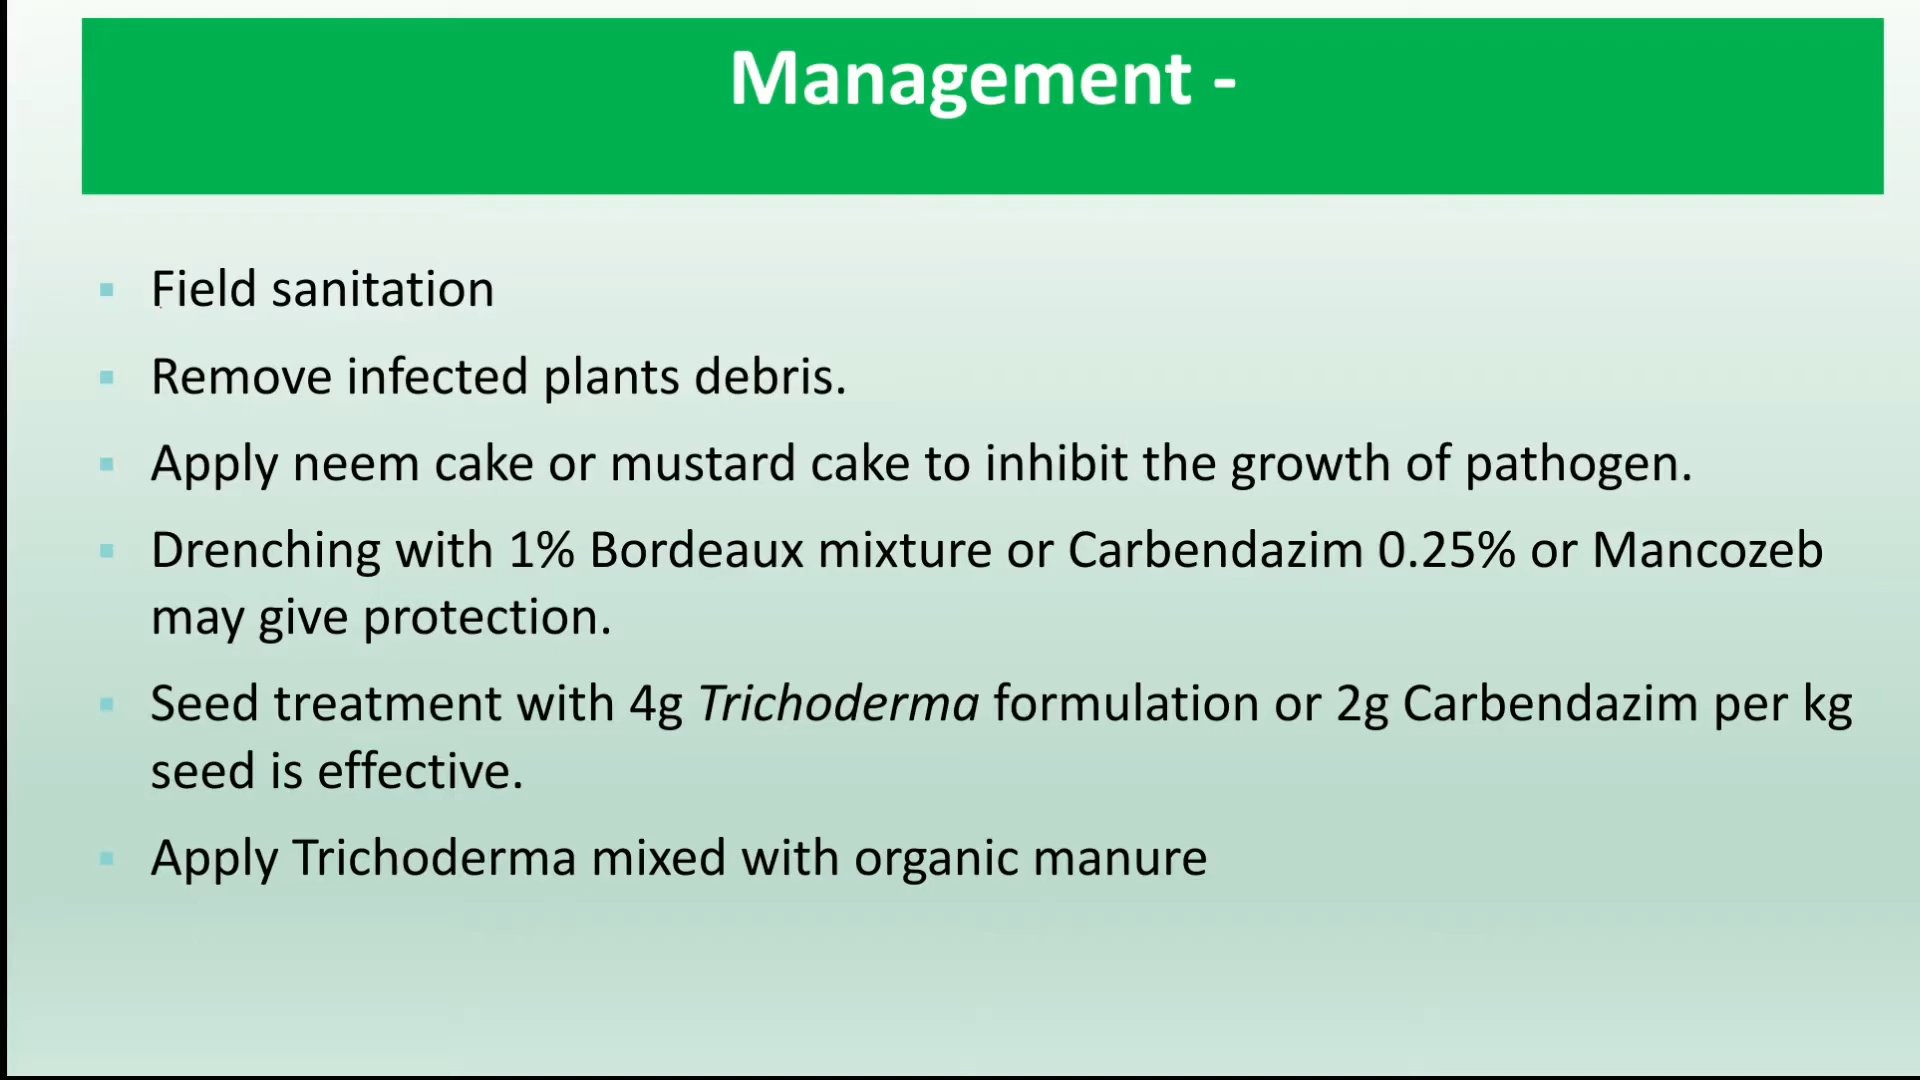 Management -
Field sanitation
Remove infected plants debris.
Apply neem cake or mustard cake to inhibit the growth of pathogen.
Drenching with 1% Bordeaux mixture or Carbendazim 0.25% or Mancozeb
may give protection.
Seed treatment with 4g Trichoderma formulation or 2g Carbendazim per kg
seed is effective.
Apply Trichoderma mixed with organic manure